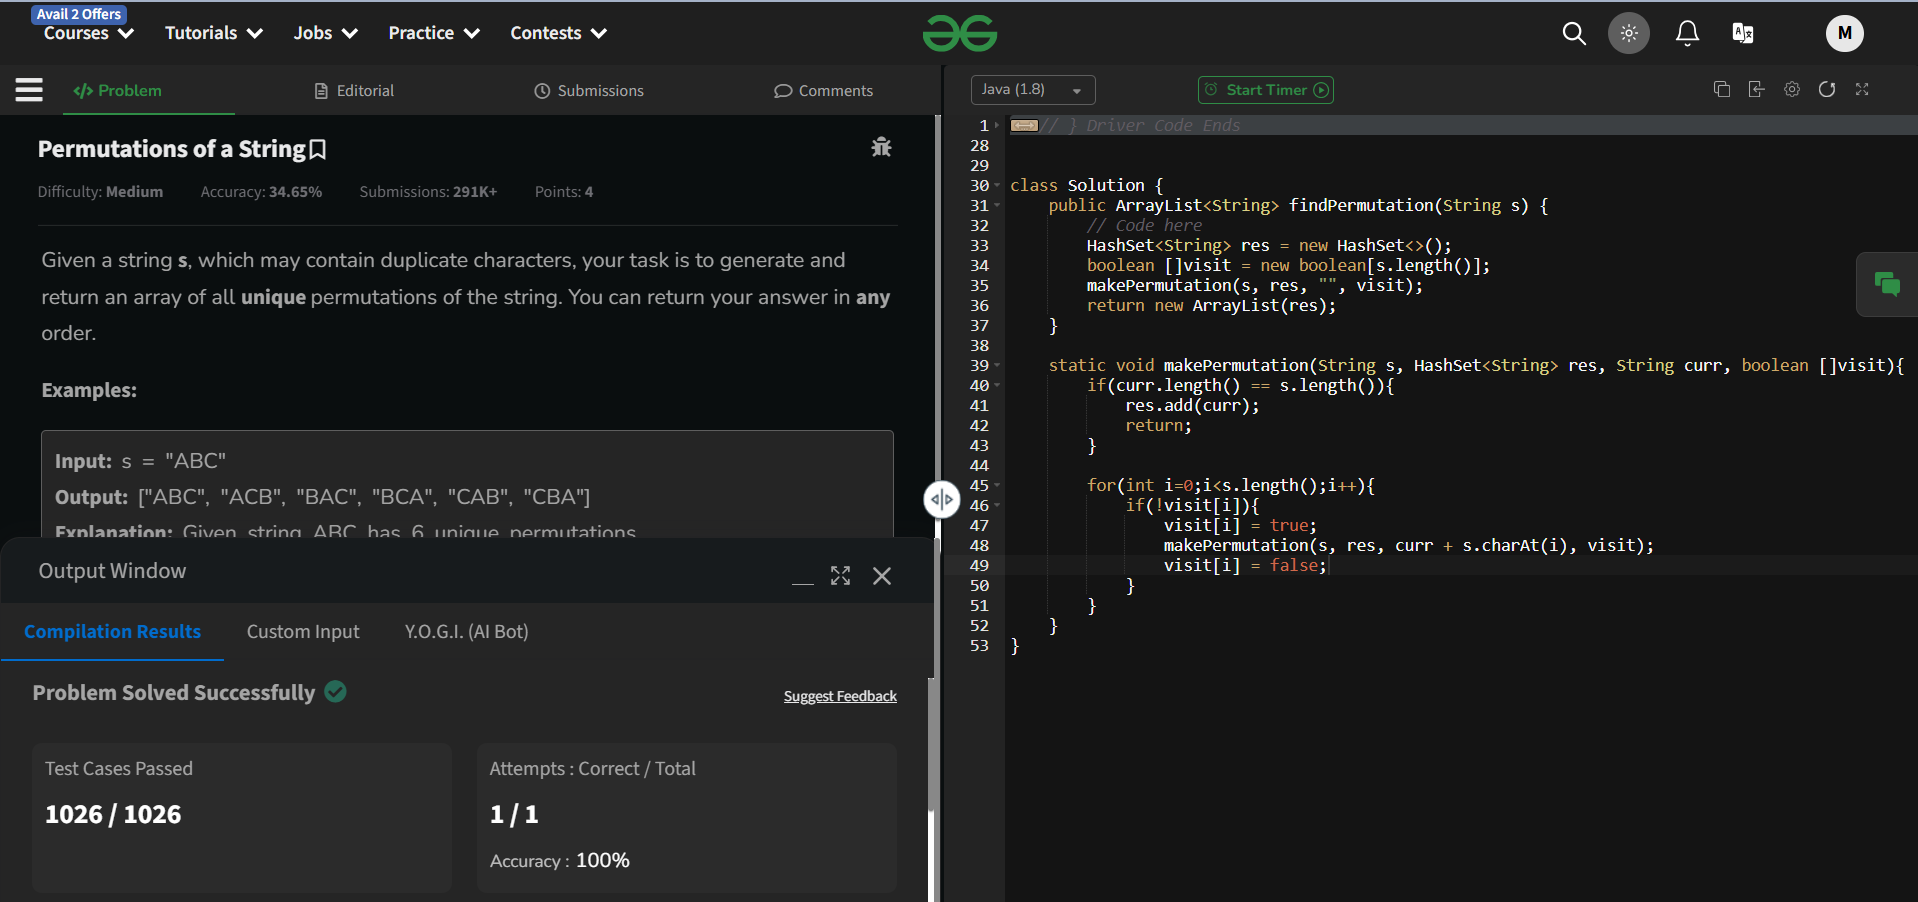 Avail 2 Offers
Courses Tutorials Jobs Practice Contests
M
Problem Editorial Submissions Comments
Java (1.8) Start Timer
Permutations of a String
Difficulty: Medium Accuracy: 34.65% Submissions: 291K+ Points: 4
Given a string s, which may contain duplicate characters, your task is to generate and
return an array of all unique permutations of the string. You can return your answer in any
order.
Examples:
Input: s = "ABC"
Output: ["ABC", "ACB", "BAC", "BCA", "CAB", "CBA"]
Explanation: Given string ABC has 6 unique permutations
Output Window
Compilation Results Custom Input Y.O.G.I. (AI Bot)
Problem Solved Successfully
Suggest Feedback
Test Cases Passed
1026 / 1026
Attempts : Correct / Total
1 / 1
Accuracy : 100%
1 // } Driver Code Ends
28
29
30 class Solution {
31 public ArrayList<String> findPermutation(String s) {
32 // Code here
33 HashSet<String> res = new HashSet<>();
34 boolean []visit = new boolean[s.length()];
35 makePermutation(s, res, "", visit);
36 return new ArrayList(res);
37 }
38
39 static void makePermutation(String s, HashSet<String> res, String curr, boolean []visit){
40 if(curr.length() == s.length()){
41 res.add(curr);
42 return;
43 }
44
45 for(int i=0;i<s.length();i++){
46 if(!visit[i]){
47 visit[i] = true;
48 makePermutation(s, res, curr + s.charAt(i), visit);
49 visit[i] = false;
50 }
51 }
52 }
53 }